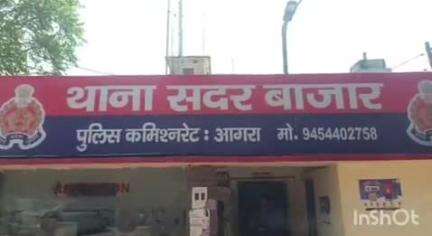 थाना सदर बाजार
पुलिस कमिश्नरेट : आगरा मो. 9454402758
InShOt